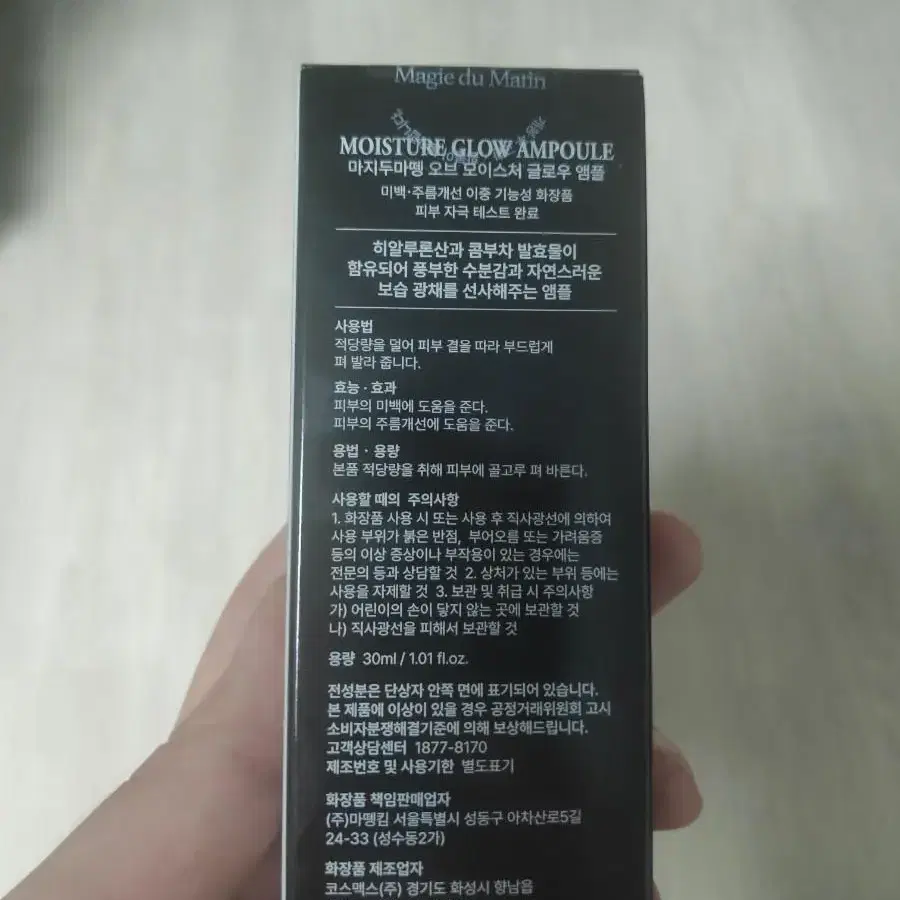 Magie du Matin
MOISTURE GLOW AMPOULE
마지두마뗑 오브 모이스처 글로우 앰플
미백·주름개선 이중 기능성 화장품
피부 자극 테스트 완료
히알루론산과 콤부차 발효물이
함유되어 풍부한 수분감과 자연스러운
보습 광채를 선사해주는 앰플
사용법
적당량을 덜어 피부 결을 따라 부드럽게
펴 발라 줍니다.
효능·효과
피부의 미백에 도움을 준다.
피부의 주름개선에 도움을 준다.
용법·용량
본품 적당량을 취해 피부에 골고루 펴 바른다.
사용할 때의 주의사항
1. 화장품 사용 시 또는 사용 후 직사광선에 의하여
사용 부위가 붉은 반점, 부어오름 또는 가려움증
등의 이상 증상이나 부작용이 있는 경우에는
전문의 등과 상담할 것 2. 상처가 있는 부위 등에는
사용을 자제할 것 3. 보관 및 취급 시 주의사항
가) 어린이의 손이 닿지 않는 곳에 보관할 것
나) 직사광선을 피해서 보관할 것
용량 30ml / 1.01 fl.oz.
전성분은 단상자 안쪽 면에 표기되어 있습니다.
본 제품에 이상이 있을 경우 공정거래위원회 고시
소비자분쟁해결기준에 의해 보상해드립니다.
고객상담센터 1877-8170
제조번호 및 사용기한 별도표기
화장품 책임판매업자
(주)마뗑킴 서울특별시 성동구 아차산로5길
24-33 (성수동2가)
화장품 제조업자
코스맥스(주) 경기도 화성시 향남읍